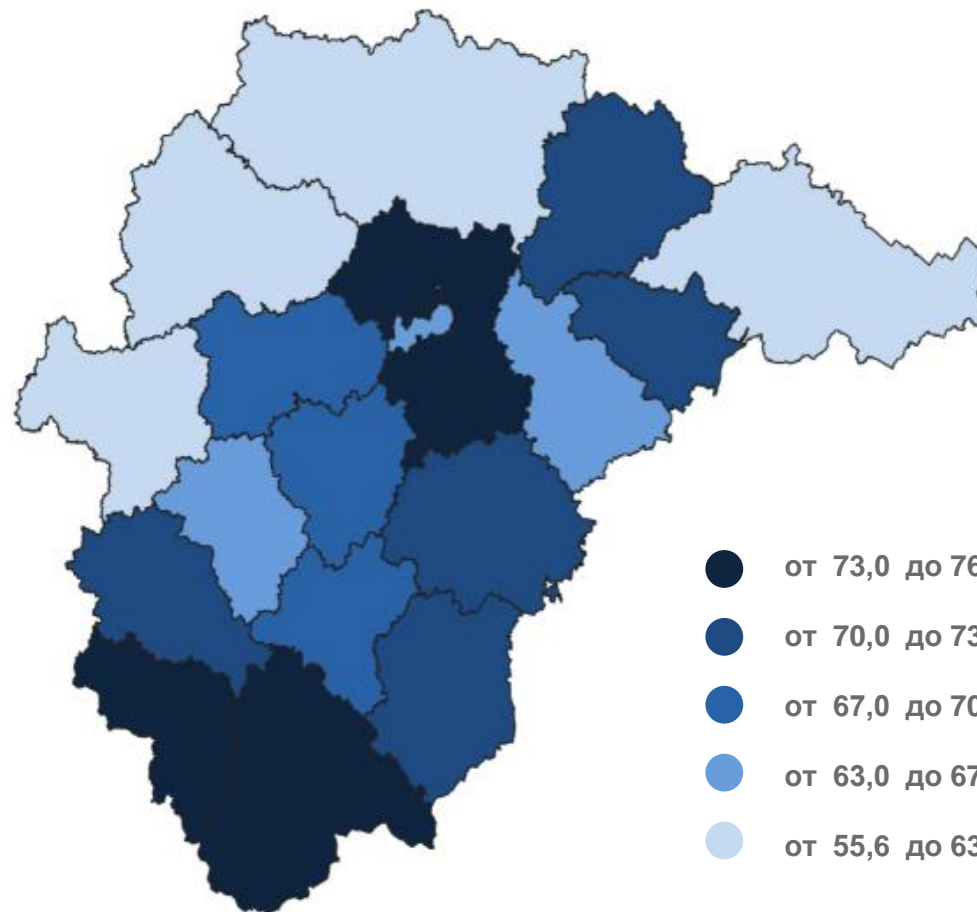 от 73,0 до 76
от 70,0 до 73
от 67,0 до 70
от 63,0 до 67
от 55,6 до 63